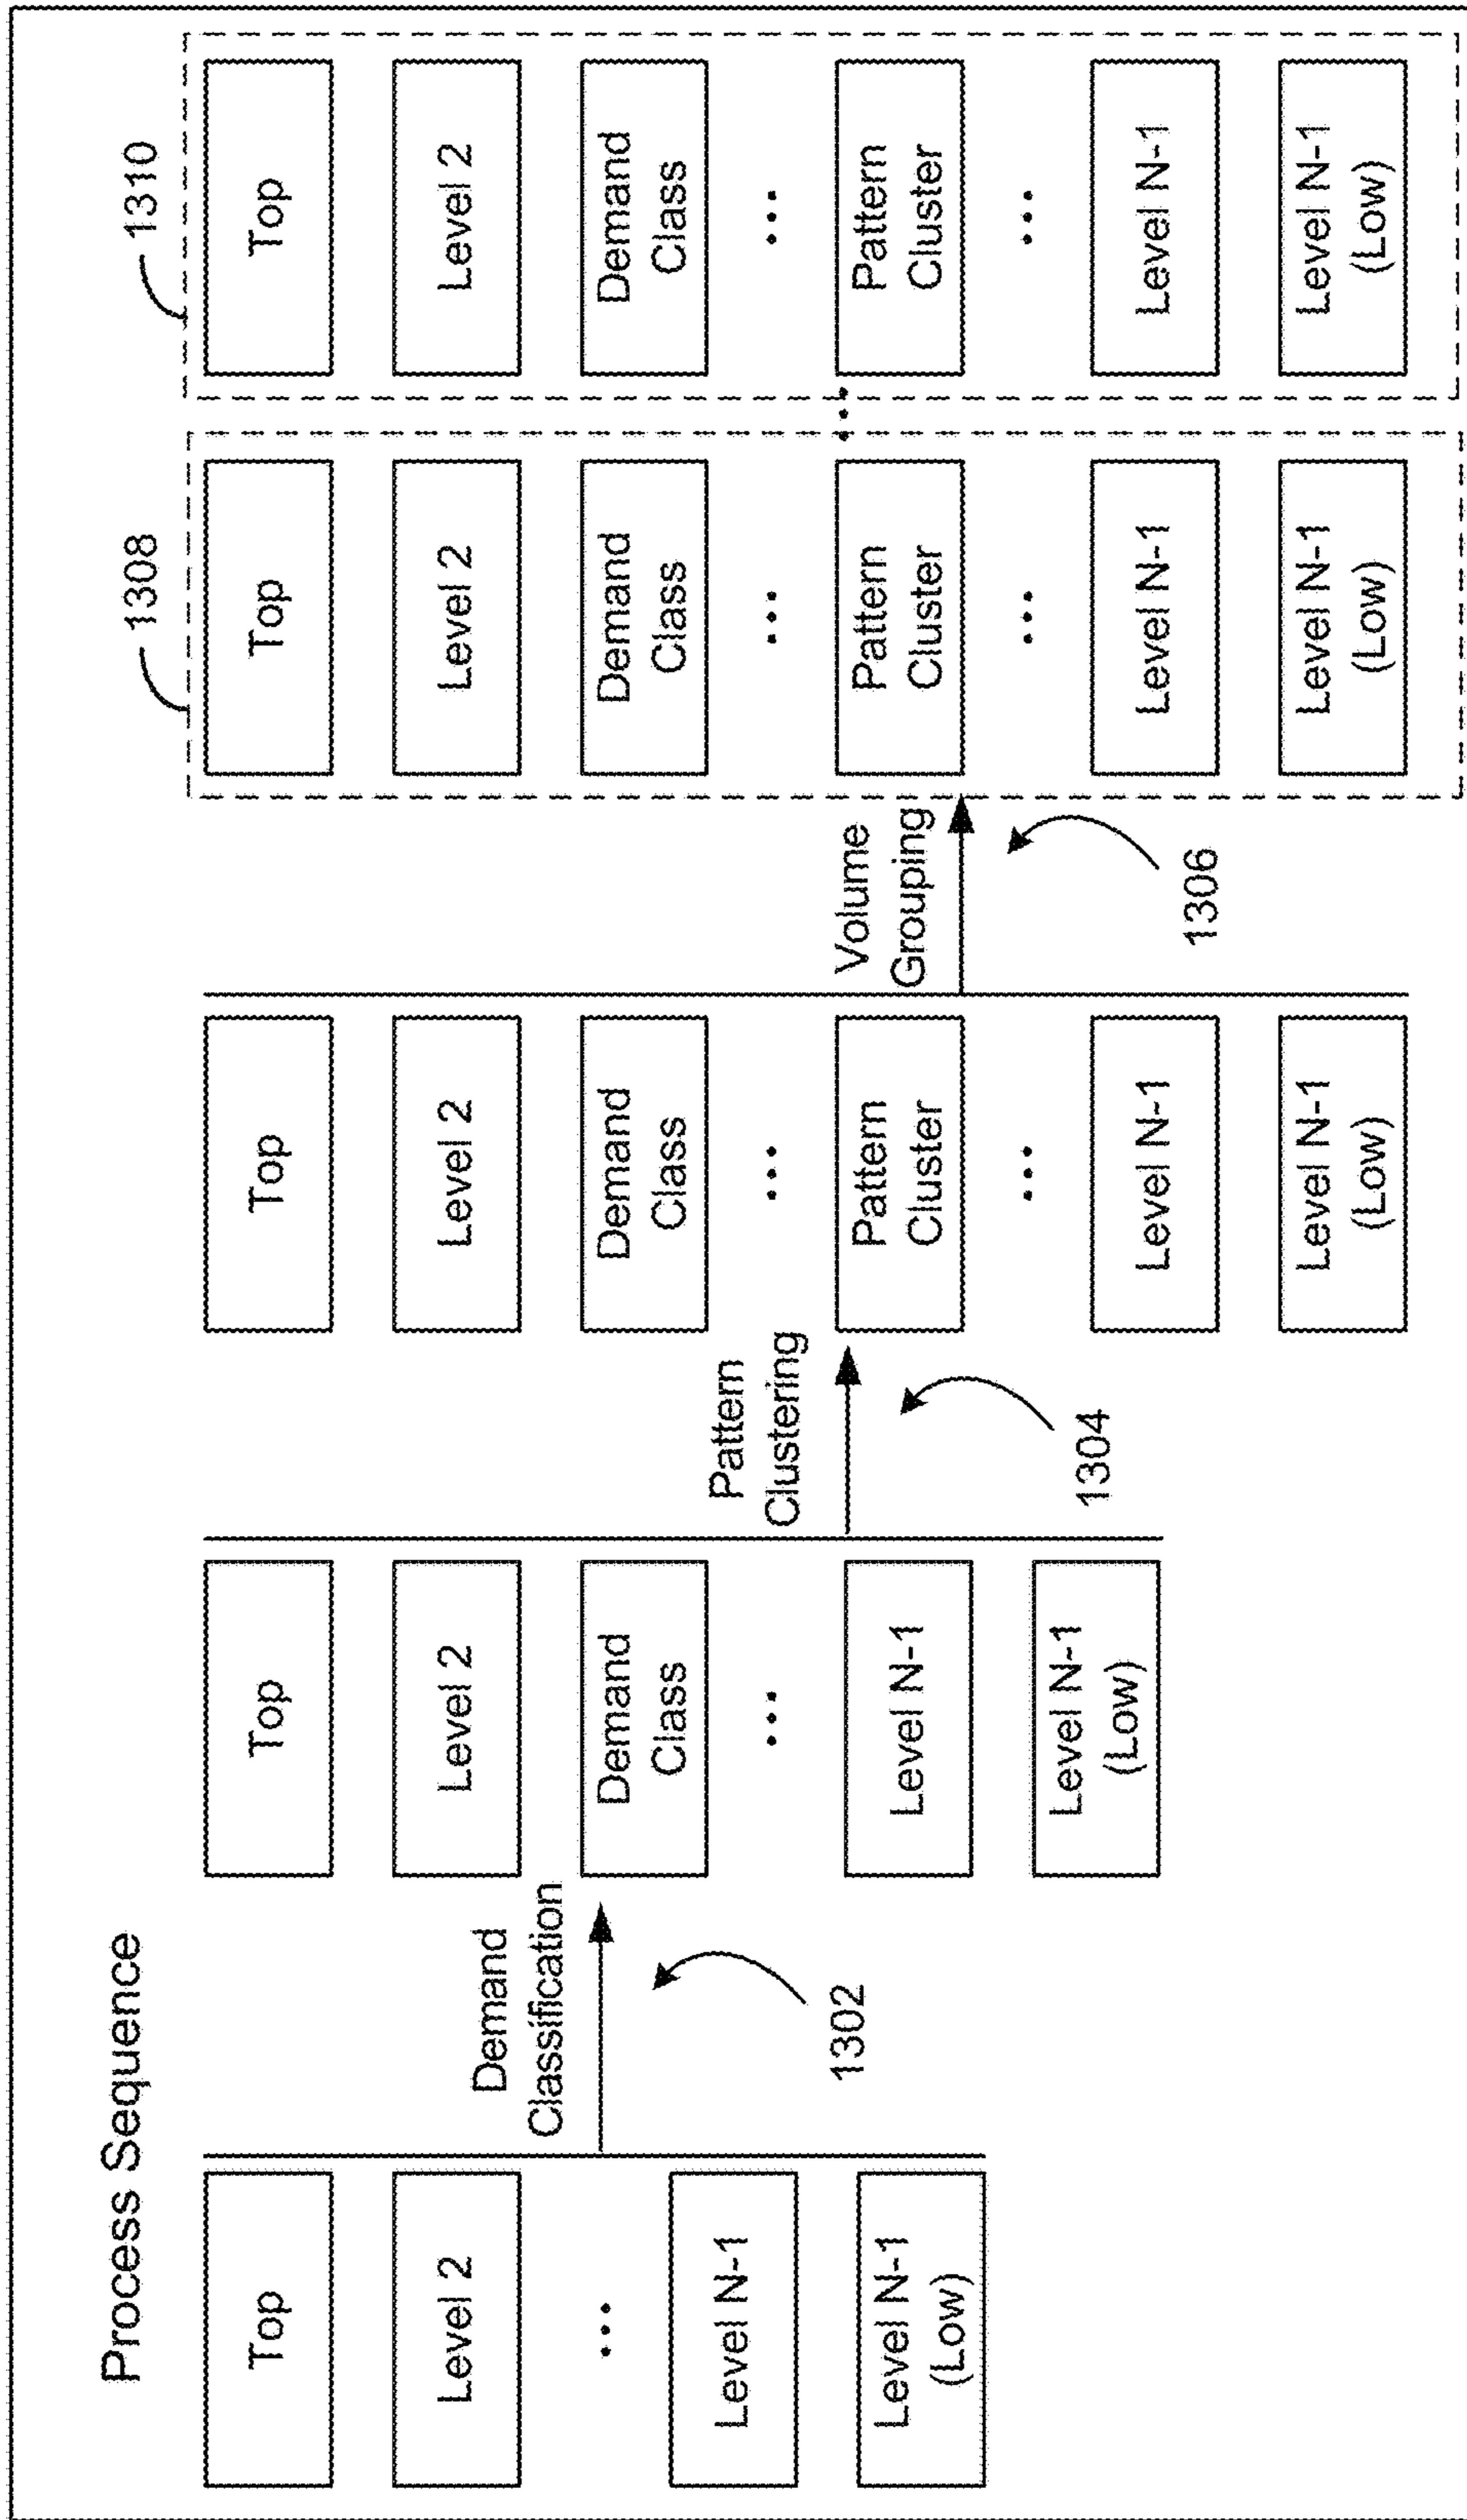 Process Sequence
Top
Level 2
...
Level N-1
Level N-1
(Low)
Demand
Classification
1302
Top
Level 2
Demand
Class
...
Level N-1
Level N-1
(Low)
Pattern
Clustering
1304
Top
Level 2
Demand
Class
...
Pattern
Cluster
...
Level N-1
Level N-1
(Low)
Volume
Grouping
1306
1308
Top
Level 2
Demand
Class
...
Pattern
Cluster
...
Level N-1
Level N-1
(Low)
...
1310
Top
Level 2
Demand
Class
...
Pattern
Cluster
...
Level N-1
Level N-1
(Low)